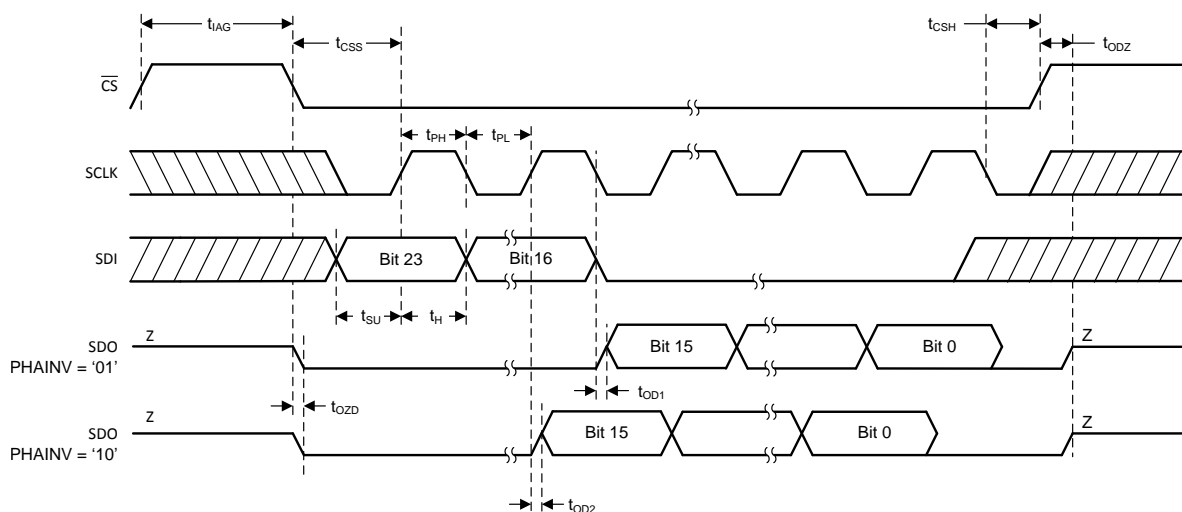 tIAG
tCSS
tCSH
tODZ
CS
tPH
tPL
SCLK
SDI
Bit 23
Bit 16
tSU
tH
SDO
PHAINV = '01'
Z
Bit 15
Bit 0
Z
tOZD
tOD1
SDO
PHAINV = '10'
Z
Bit 15
Bit 0
Z
tOD2